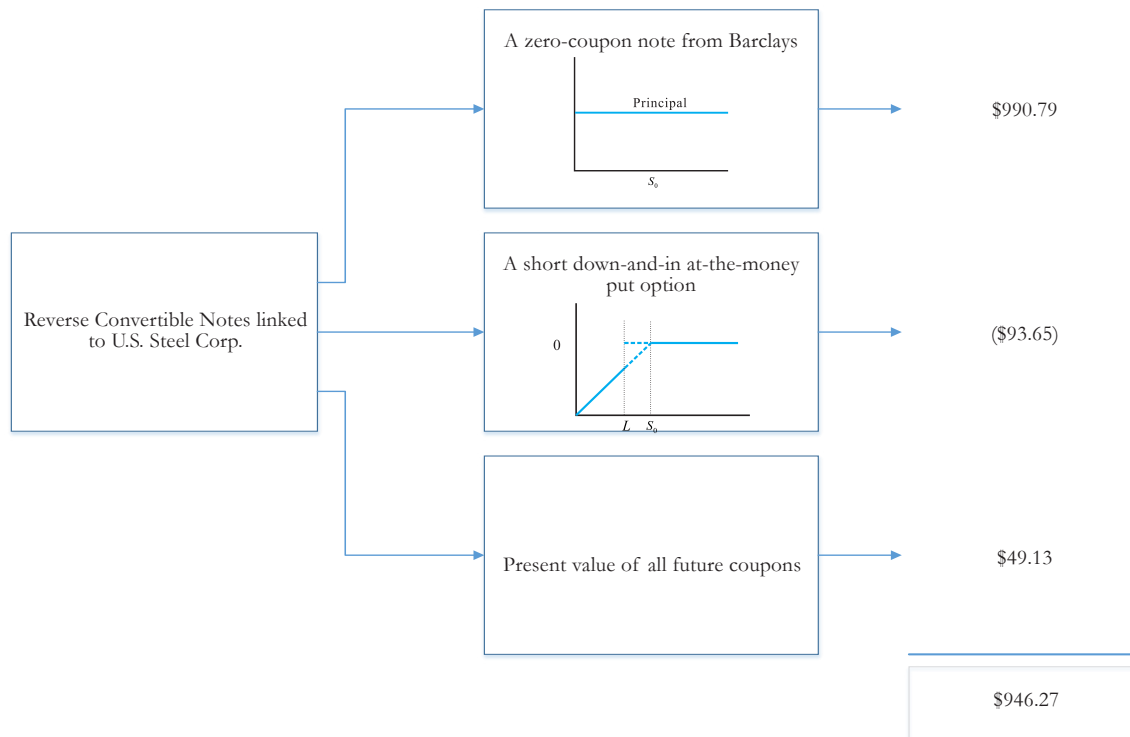 A zero-coupon note from Barclays
Principal
S₀
$990.79
Reverse Convertible Notes linked
to U.S. Steel Corp.
A short down-and-in at-the-money
put option
0
L S₀
($93.65)
Present value of all future coupons
$49.13
$946.27